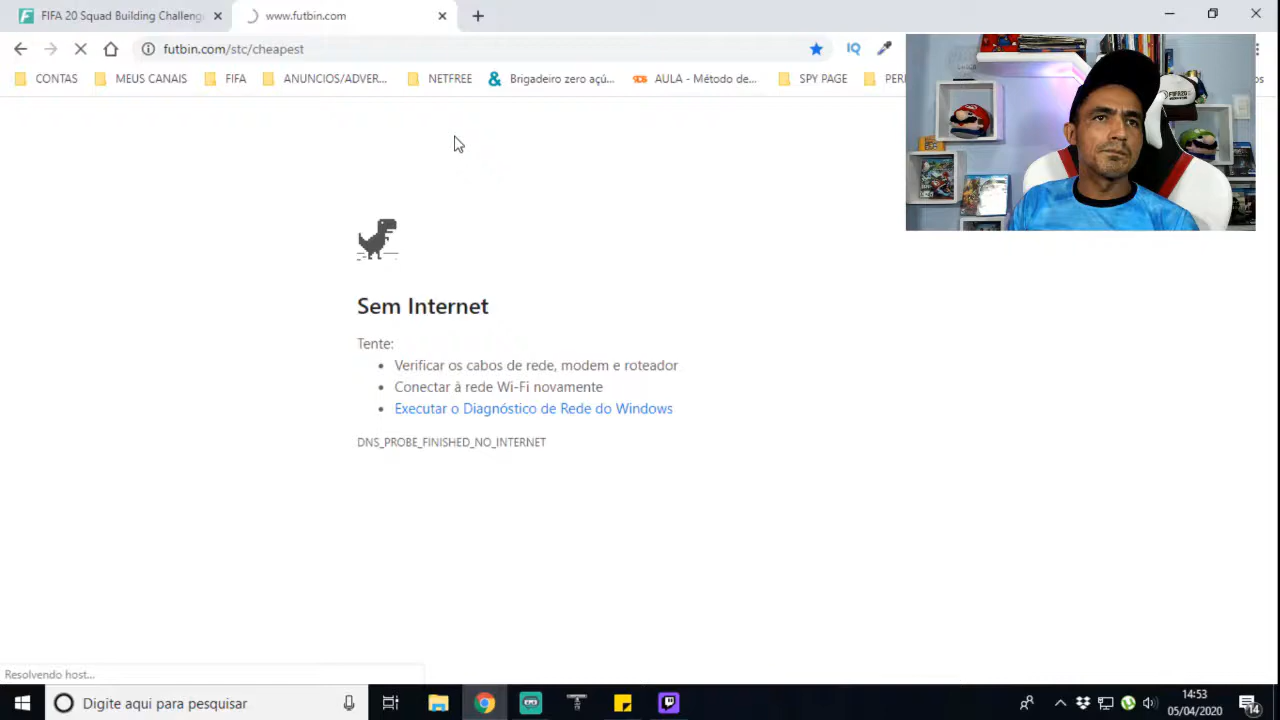 FIFA 20 Squad Building Challeng
www.futbin.com
futbin.com/stc/cheapest
IQ
CONTAS
MEUS CANAIS
FIFA
ANUNCIOS/ADVER...
NETFREE
Brigadeiro zero açú...
AULA - Método de...
SPY PAGE
PER
os
Sem Internet
Tente:
• Verificar os cabos de rede, modem e roteador
• Conectar à rede Wi-Fi novamente
• Executar o Diagnóstico de Rede do Windows
DNS_PROBE_FINISHED_NO_INTERNET
Resolvendo host...
Digite aqui para pesquisar
14:53
05/04/2020
14